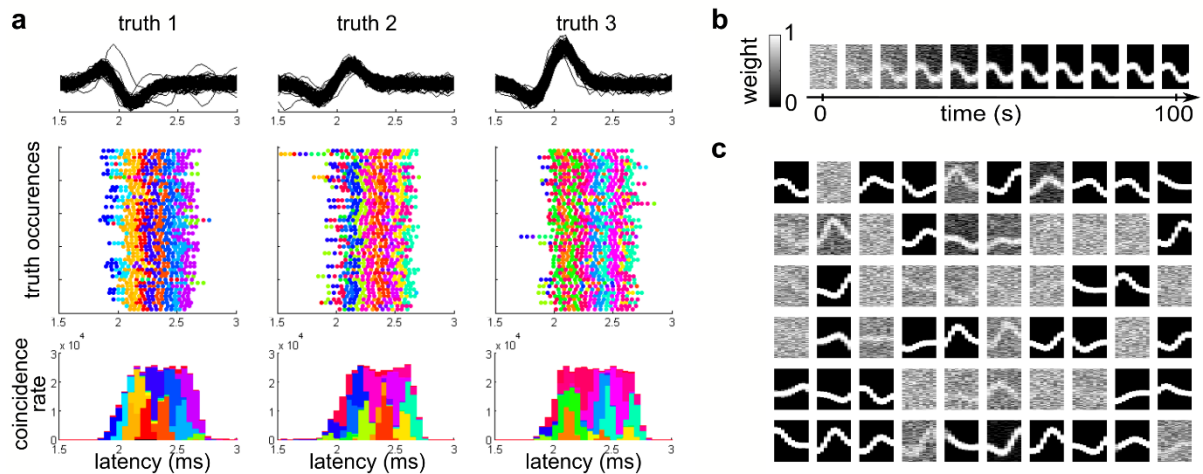 a
truth 1 truth 2 truth 3
1.5 2 2.5 3 1.5 2 2.5 3 1.5 2 2.5 3
truth occurences
1.5 2 2.5 3 1.5 2 2.5 3 1.5 2 2.5 3
coincidence
rate
x 10^4 x 10^4 x 10^4
3 3 3
2 2 2
1 1 1
0 0 0
1.5 2 2.5 3 1.5 2 2.5 3 1.5 2 2.5 3
latency (ms) latency (ms) latency (ms)
b
weight
1
0
0 time (s) 100
c